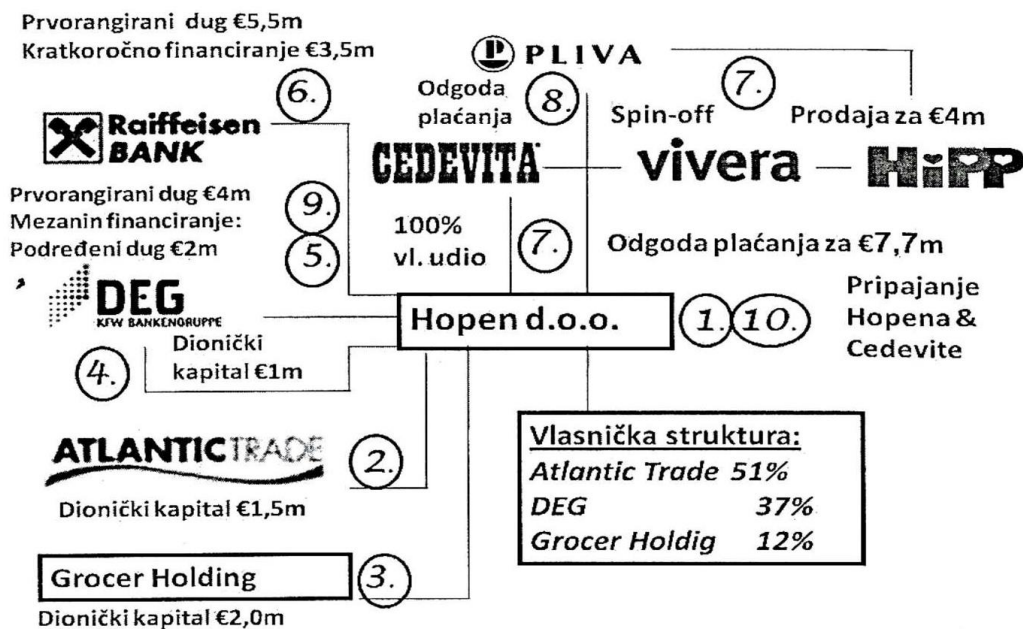 Prvorangirani dug €5,5m
Kratkoročno financiranje €3,5m
6.
Raiffeisen
BANK
PLIVA
Odgoda
plaćanja
8.
7.
Spin-off
Prodaja za €4m
CEDEVITA
vivera
HiPP
Prvorangirani dug €4m
Mezanin financiranje:
Podređeni dug €2m
9.
5.
100%
vl. udio
7.
Odgoda plaćanja za €7,7m
DEG
KFW BANKENGRUPPE
Hopen d.o.o.
1.
10.
Pripajanje
Hopena &
Cedevite
4.
Dionički
kapital €1m
ATLANTICTRADE
2.
Dionički kapital €1,5m
Vlasnička struktura:
Atlantic Trade 51%
DEG 37%
Grocer Holdig 12%
Grocer Holding
3.
Dionički kapital €2,0m